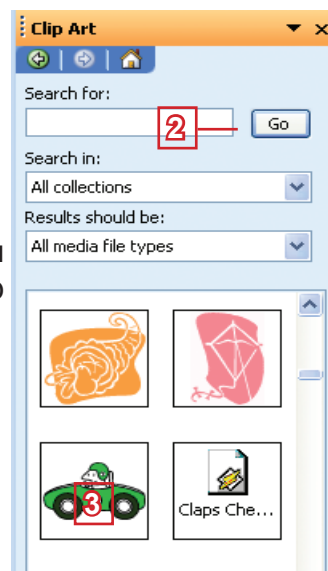 Clip Art
Search for:
2
Go
Search in:
All collections
Results should be:
All media file types
3
Claps Che...